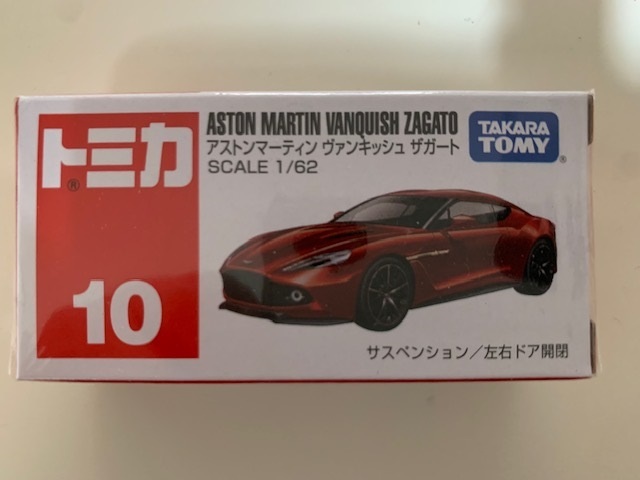 トミカ
®
10
ASTON MARTIN VANQUISH ZAGATO
アストンマーティン ヴァンキッシュ ザガート
SCALE 1/62
TAKARA
TOMY
®
サスペンション／左右ドア開閉